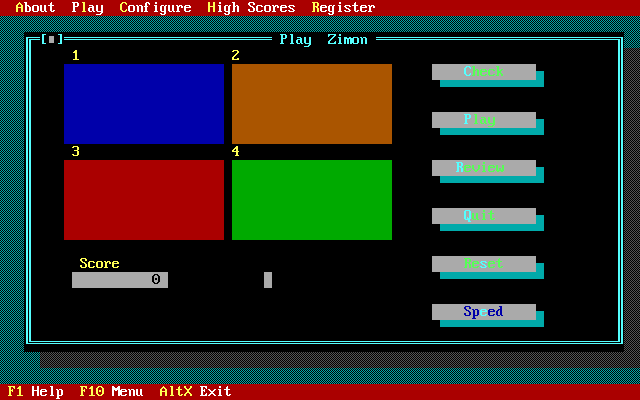 About  Play  Configure  High Scores  Register
[■] Play  Zimon
1 2
Check
Play
3 4
Review
Quit
Score
Reset
0
Speed
F1 Help  F10 Menu  AltX Exit